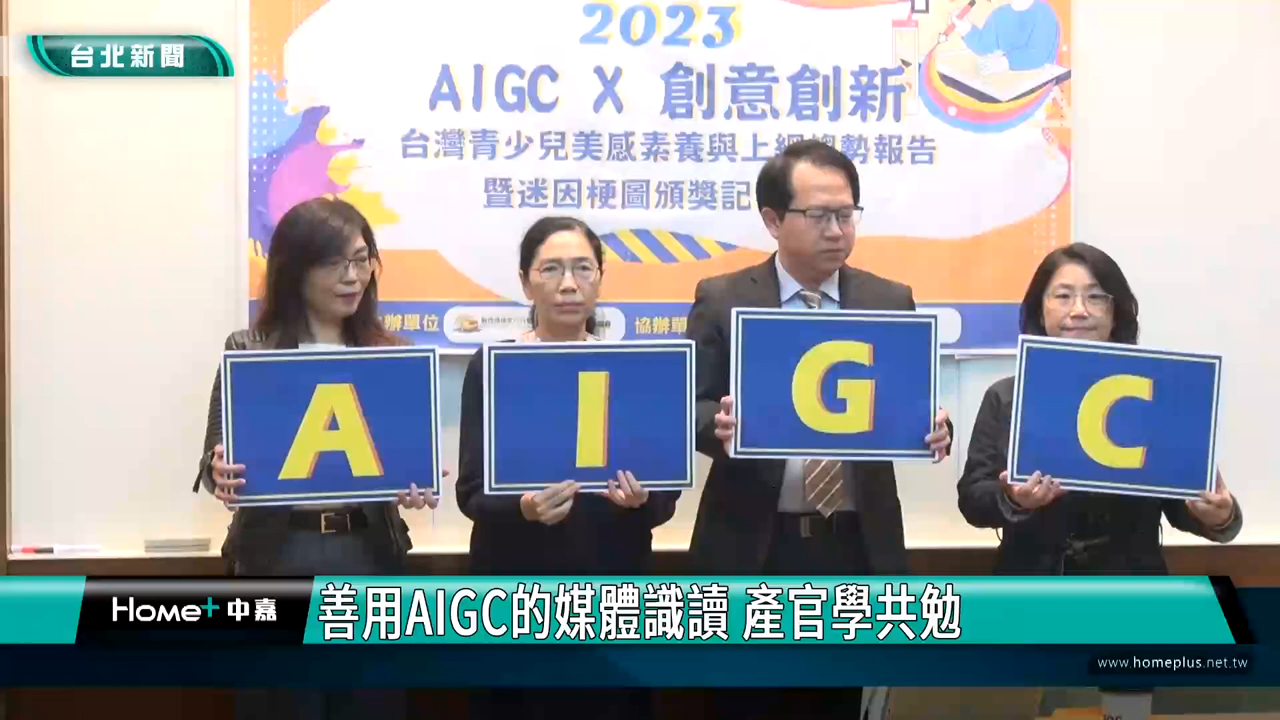 台北新聞
2023
AIGC X 創意創新
台灣青少兒美感素養與上網趨勢報告
暨迷因梗圖頒獎記
辦單位
協辦單
A
I
G
C
Home+中嘉
善用AIGC的媒體識讀 產官學共勉
www.homeplus.net.tw